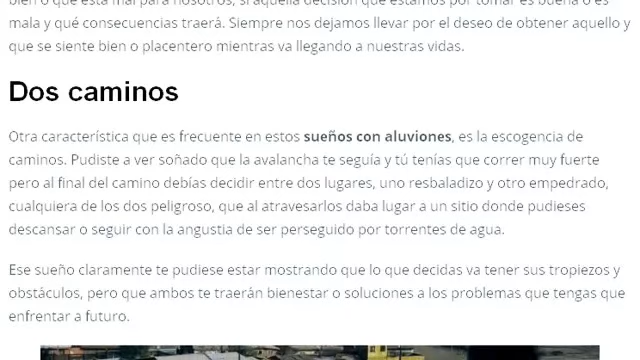 bien o que está mal para nosotros, si aquella decisión que estamos por tomar es buena o es
mala y qué consecuencias traerá. Siempre nos dejamos llevar por el deseo de obtener aquello y
que se siente bien o placentero mientras va llegando a nuestras vidas.
Dos caminos
Otra característica que es frecuente en estos sueños con aluviones, es la escogencia de
caminos. Pudiste a ver soñado que la avalancha te seguía y tú tenías que correr muy fuerte
pero al final del camino debías decidir entre dos lugares, uno resbaladizo y otro empedrado,
cualquiera de los dos peligroso, que al atravesarlos daba lugar a un sitio donde pudieses
descansar o seguir con la angustia de ser perseguido por torrentes de agua.
Ese sueño claramente te pudiese estar mostrando que lo que decidas va tener sus tropiezos y
obstáculos, pero que ambos te traerán bienestar o soluciones a los problemas que tengas que
enfrentar a futuro.